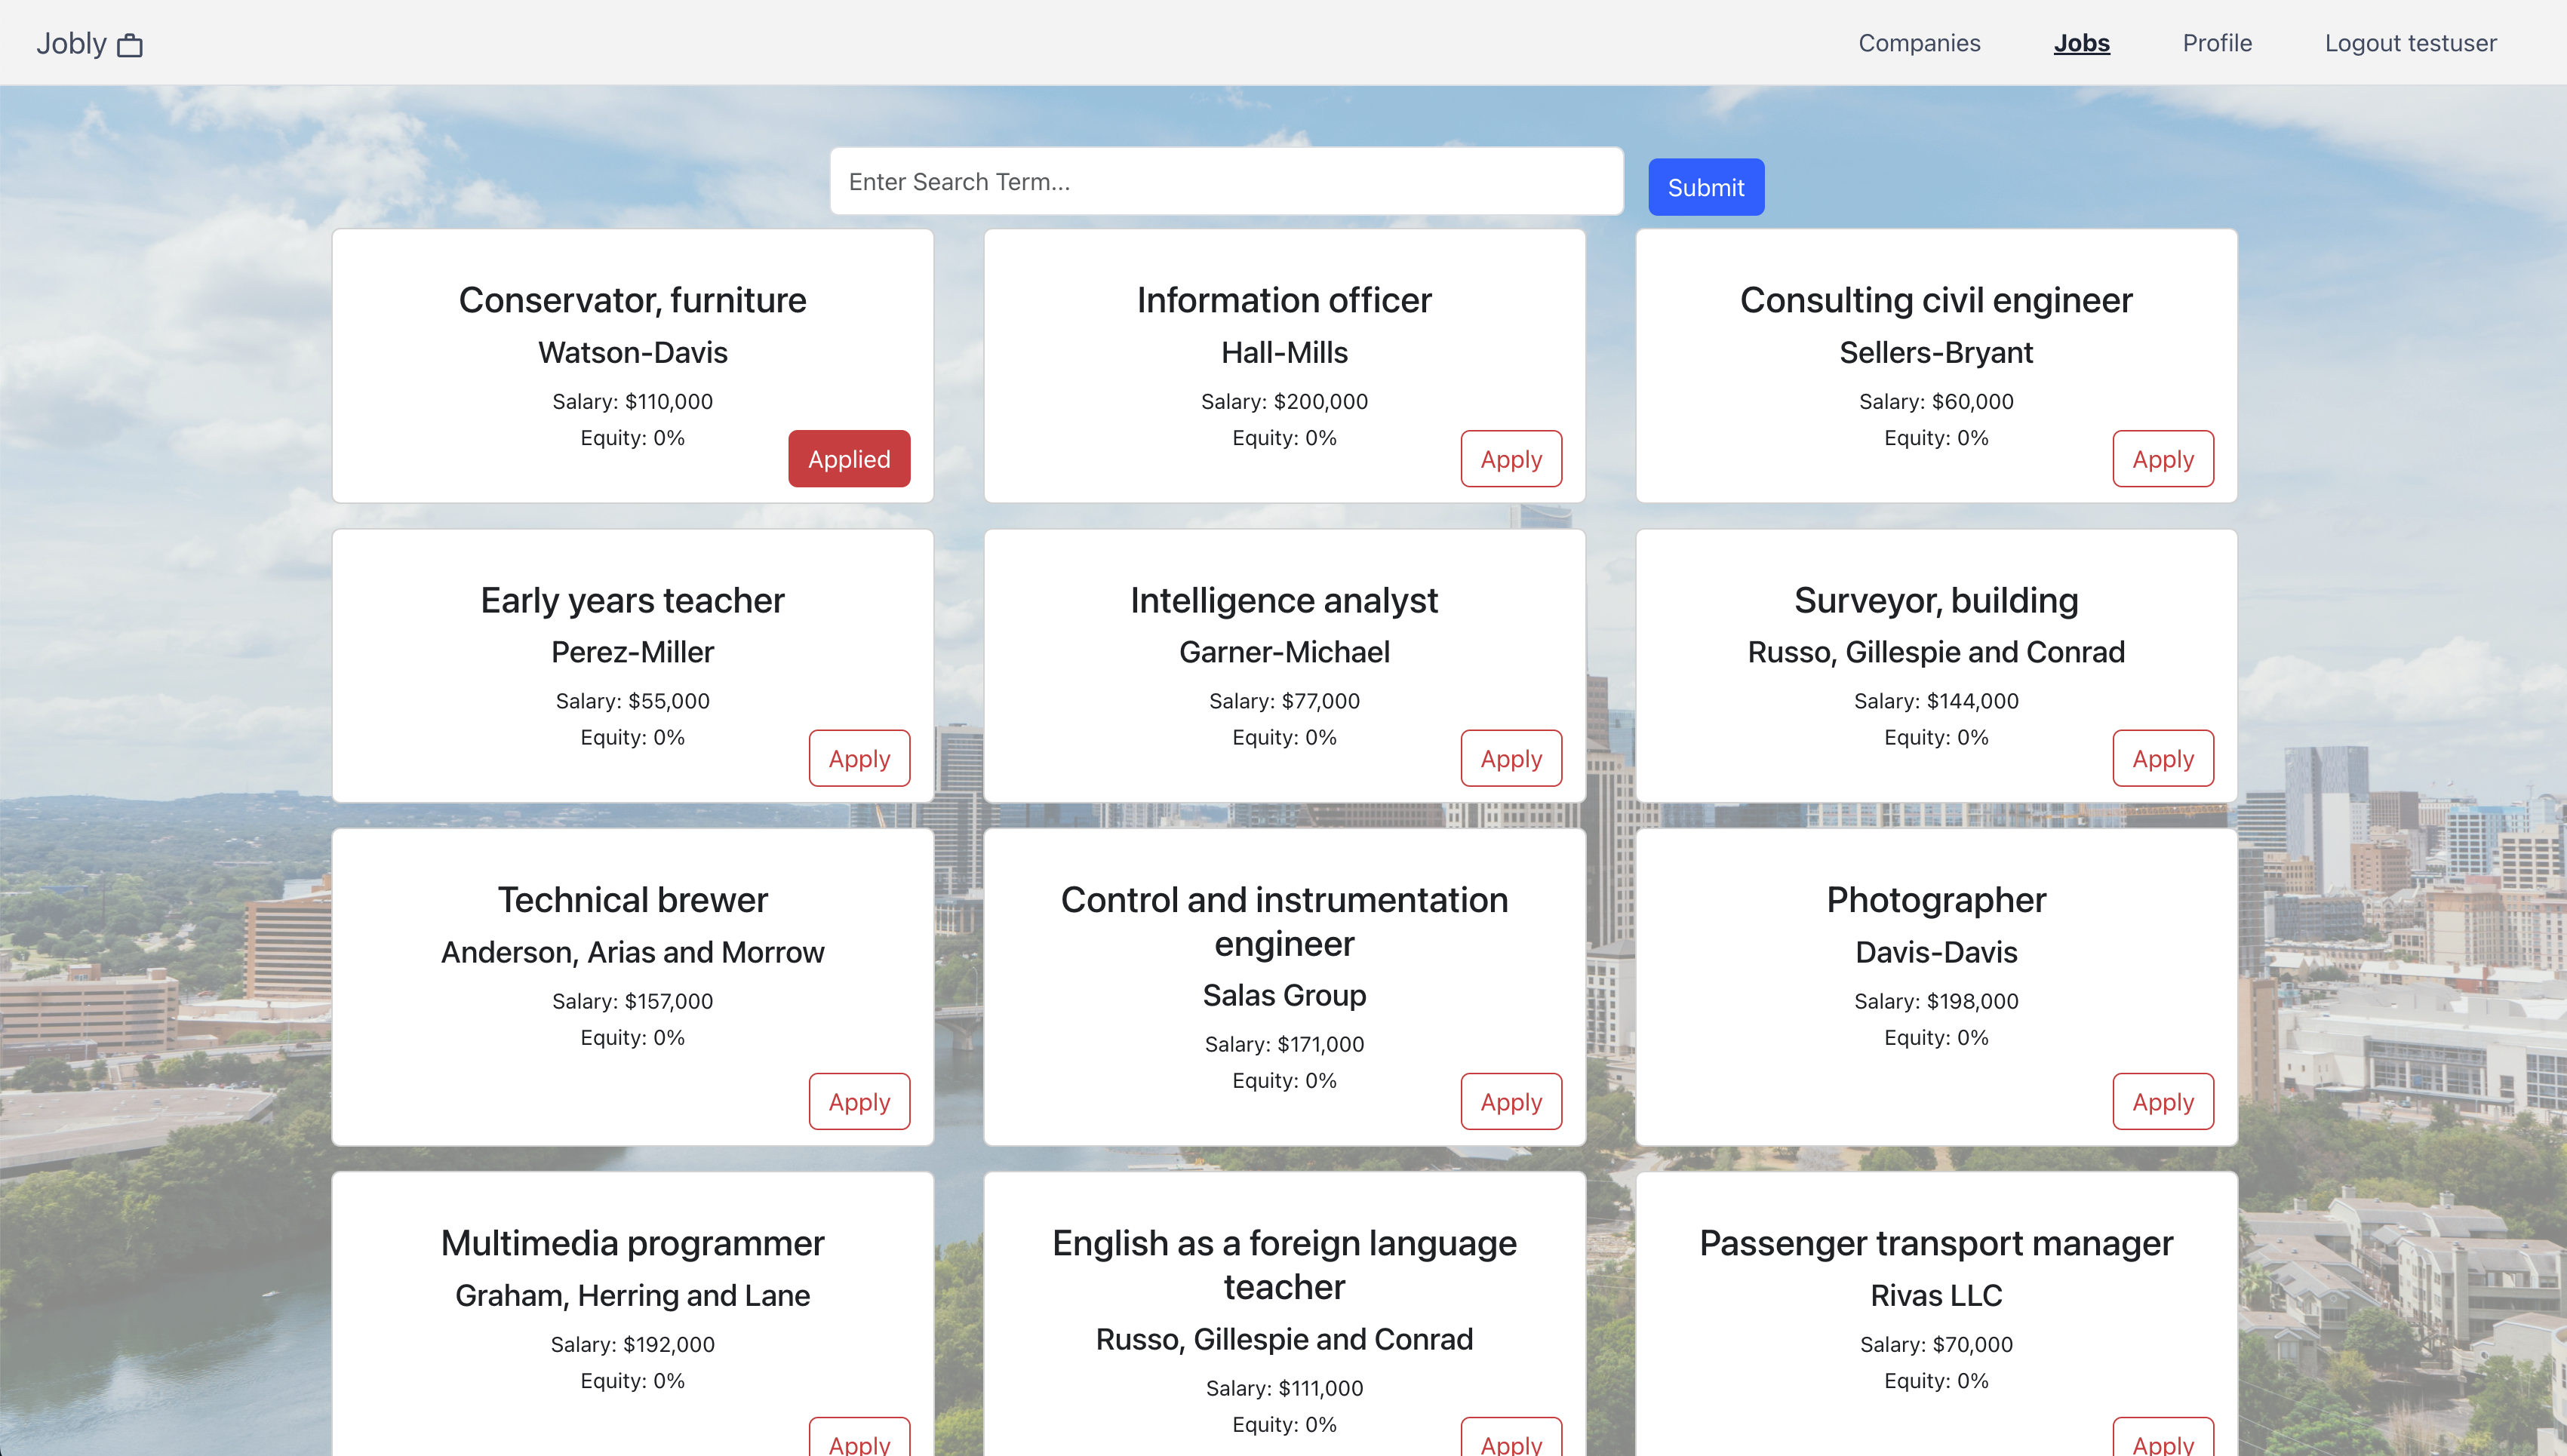 Jobly
Companies
Jobs
Profile
Logout testuser
Enter Search Term...
Submit
Conservator, furniture
Watson-Davis
Salary: $110,000
Equity: 0%
Applied
Information officer
Hall-Mills
Salary: $200,000
Equity: 0%
Apply
Consulting civil engineer
Sellers-Bryant
Salary: $60,000
Equity: 0%
Apply
Early years teacher
Perez-Miller
Salary: $55,000
Equity: 0%
Apply
Intelligence analyst
Garner-Michael
Salary: $77,000
Equity: 0%
Apply
Surveyor, building
Russo, Gillespie and Conrad
Salary: $144,000
Equity: 0%
Apply
Technical brewer
Anderson, Arias and Morrow
Salary: $157,000
Equity: 0%
Apply
Control and instrumentation
engineer
Salas Group
Salary: $171,000
Equity: 0%
Apply
Photographer
Davis-Davis
Salary: $198,000
Equity: 0%
Apply
Multimedia programmer
Graham, Herring and Lane
Salary: $192,000
Equity: 0%
Apply
English as a foreign language
teacher
Russo, Gillespie and Conrad
Salary: $111,000
Equity: 0%
Apply
Passenger transport manager
Rivas LLC
Salary: $70,000
Equity: 0%
Apply